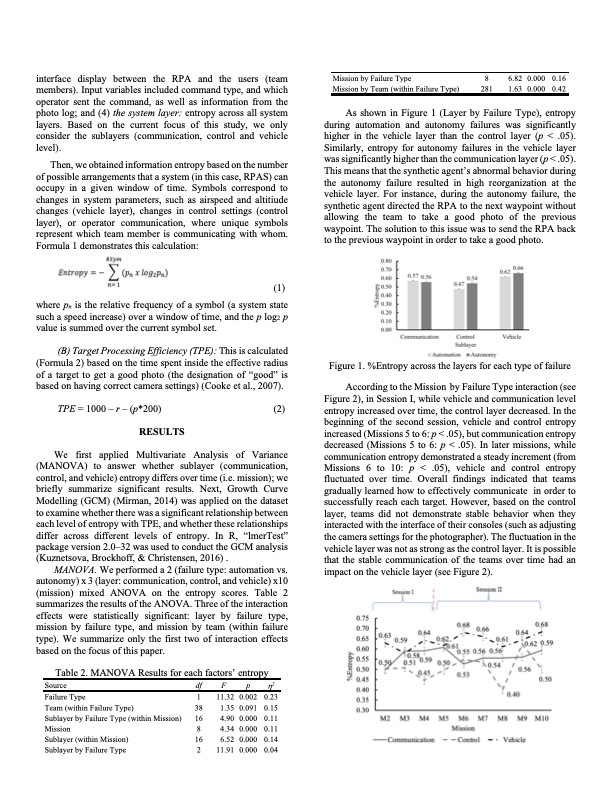 interface display between the RPA and the users (team
members). Input variables included command type, and which
operator sent the command, as well as information from the
photo log; and (4) the system layer: entropy across all system
layers. Based on the current focus of this study, we only
consider the sublayers (communication, control and vehicle
level).
Then, we obtained information entropy based on the number
of possible arrangements that a system (in this case, RPAS) can
occupy in a given window of time. Symbols correspond to
changes in system parameters, such as airspeed and altitiude
changes (vehicle layer), changes in control settings (control
layer), or operator communication, where unique symbols
represent which team member is communicating with whom.
Formula 1 demonstrates this calculation:
#Sym
Entropy = − ∑ (pn x log2pn)
n=1
(1)
where pn is the relative frequency of a symbol (a system state
such a speed increase) over a window of time, and the p log2 p
value is summed over the current symbol set.
(B) Target Processing Efficiency (TPE): This is calculated
(Formula 2) based on the time spent inside the effective radius
of a target to get a good photo (the designation of “good” is
based on having correct camera settings) (Cooke et al., 2007).
TPE = 1000 – r – (p*200) (2)
RESULTS
We first applied Multivariate Analysis of Variance
(MANOVA) to answer whether sublayer (communication,
control, and vehicle) entropy differs over time (i.e. mission); we
briefly summarize significant results. Next, Growth Curve
Modelling (GCM) (Mirman, 2014) was applied on the dataset
to examine whether there was a significant relationship between
each level of entropy with TPE, and whether these relationships
differ across different levels of entropy. In R, “lmerTest”
package version 2.0–32 was used to conduct the GCM analysis
(Kuznetsova, Brockhoff, & Christensen, 2016) .
MANOVA. We performed a 2 (failure type: automation vs.
autonomy) x 3 (layer: communication, control, and vehicle) x10
(mission) mixed ANOVA on the entropy scores. Table 2
summarizes the results of the ANOVA. Three of the interaction
effects were statistically significant: layer by failure type,
mission by failure type, and mission by team (within failure
type). We summarize only the first two of interaction effects
based on the focus of this paper.
Table 2. MANOVA Results for each factors’ entropy
Source df F p η2
Failure Type 1 11.32 0.002 0.23
Team (within Failure Type) 38 1.35 0.091 0.15
Sublayer by Failure Type (within Mission) 16 4.90 0.000 0.11
Mission 8 4.34 0.000 0.11
Sublayer (within Mission) 16 6.52 0.000 0.14
Sublayer by Failure Type 2 11.91 0.000 0.04
Mission by Failure Type 8 6.82 0.000 0.16
Mission by Team (within Failure Type) 281 1.63 0.000 0.42
As shown in Figure 1 (Layer by Failure Type), entropy
during automation and autonomy failures was significantly
higher in the vehicle layer than the control layer (p < .05).
Similarly, entropy for autonomy failures in the vehicle layer
was significantly higher than the communication layer (p < .05).
This means that the synthetic agent’s abnormal behavior during
the autonomy failure resulted in high reorganization at the
vehicle level. For instance, during the autonomy failure, the
synthetic agent directed the RPA to the next waypoint without
allowing the team to take a good photo of the previous
waypoint. The solution to this issue was to send the RPA back
to the previous waypoint in order to take a good photo.
%Entropy
0.80
0.70
0.60
0.50
0.40
0.30
0.20
0.10
0.00
0.57 0.56 0.47 0.54 0.62 0.66
Communication Control Vehicle
Sublayer
Automation Autonomy
Figure 1. %Entropy across the layers for each type of failure
According to the Mission by Failure Type interaction (see
Figure 2), in Session I, while vehicle and communication level
entropy increased over time, the control layer decreased. In the
beginning of the second session, vehicle and control entropy
increased (Missions 5 to 6: p < .05), but communication entropy
decreased (Missions 5 to 6: p < .05). In later missions, while
communication entropy demonstrated a steady increment (from
Missions 6 to 10: p < .05), vehicle and control entropy
fluctuated over time. Overall findings indicated that teams
gradually learned how to effectively communicate in order to
successfully reach each target. However, based on the control
layer, teams did not demonstrate stable behavior when they
interacted with the interface of their consoles (such as adjusting
the camera settings for the photographer). The fluctuation in the
vehicle layer was not as strong as the control layer. It is possible
that the stable communication of the teams over time had an
impact on the vehicle layer (see Figure 2).
Session I Session II
%Entropy
0.75
0.70
0.65
0.60
0.55
0.50
0.45
0.40
0.35
0.30
0.63 0.59 0.64 0.62 0.68 0.66 0.61 0.64 0.68
0.50 0.58 0.59 0.61 0.55 0.56 0.56 0.56 0.59
0.51 0.45 0.50 0.53 0.54 0.40 0.62 0.50
M2 M3 M4 M5 M6 M7 M8 M9 M10
Mission
Communication Control Vehicle